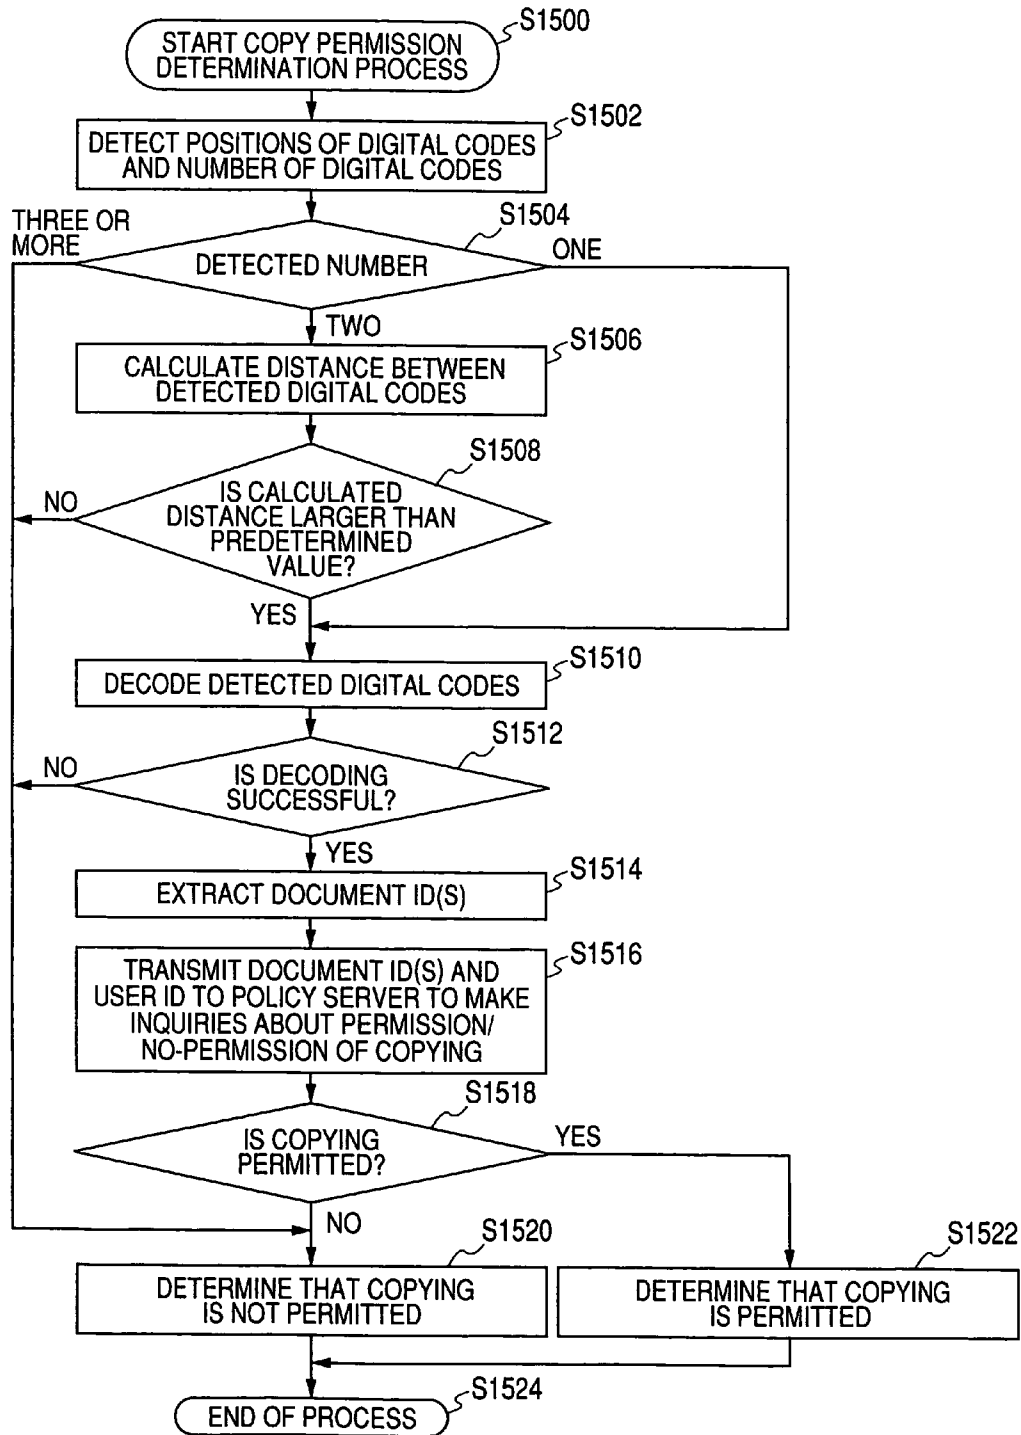 S1500
START COPY PERMISSION
DETERMINATION PROCESS
S1502
DETECT POSITIONS OF DIGITAL CODES
AND NUMBER OF DIGITAL CODES
THREE OR
MORE
S1504
DETECTED NUMBER
ONE
TWO
S1506
CALCULATE DISTANCE BETWEEN
DETECTED DIGITAL CODES
S1508
NO
IS CALCULATED
DISTANCE LARGER THAN
PREDETERMINED
VALUE?
YES
S1510
DECODE DETECTED DIGITAL CODES
S1512
NO
IS DECODING
SUCCESSFUL?
YES
S1514
EXTRACT DOCUMENT ID(S)
S1516
TRANSMIT DOCUMENT ID(S) AND
USER ID TO POLICY SERVER TO MAKE
INQUIRIES ABOUT PERMISSION/
NO-PERMISSION OF COPYING
S1518
IS COPYING
PERMITTED?
YES
NO
S1520
DETERMINE THAT COPYING
IS NOT PERMITTED
S1522
DETERMINE THAT COPYING
IS PERMITTED
S1524
END OF PROCESS